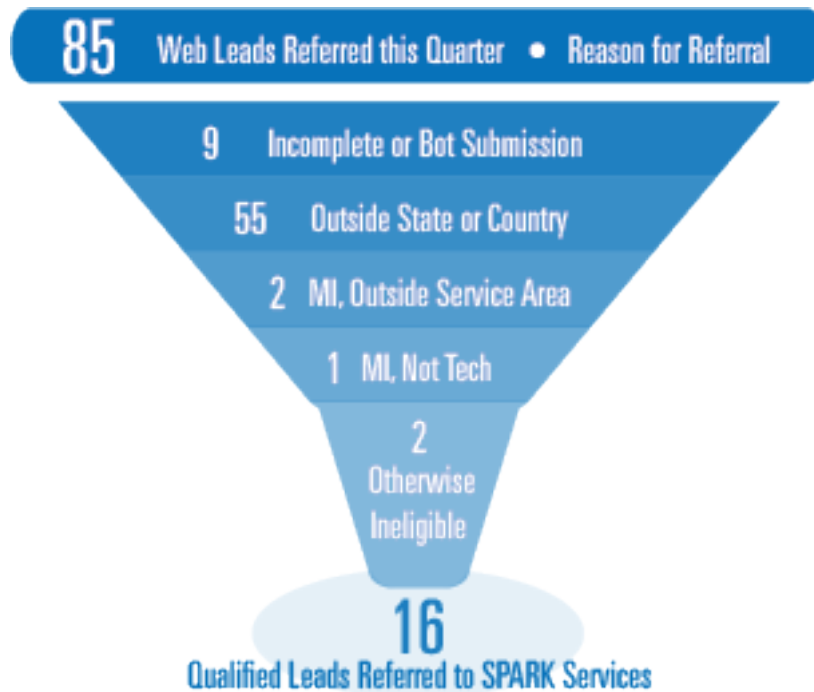 85 Web Leads Referred this Quarter • Reason for Referral
9 Incomplete or Bot Submission
55 Outside State or Country
2 MI, Outside Service Area
1 MI, Not Tech
2
Otherwise
Ineligible
16
Qualified Leads Referred to SPARK Services